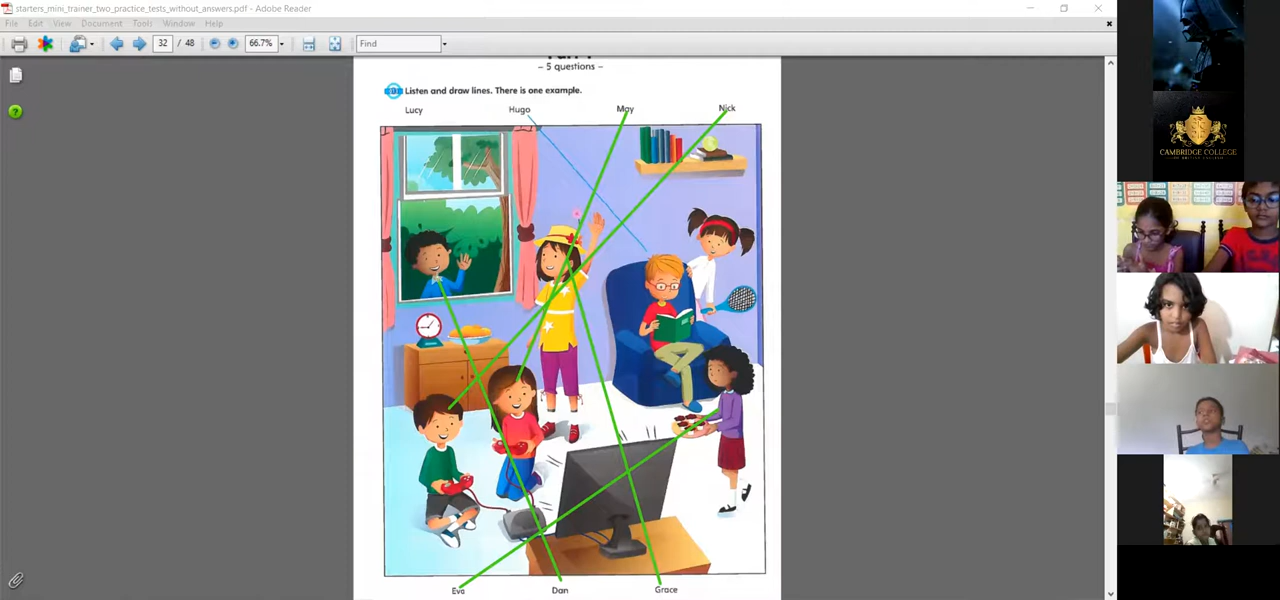 starters_mini_trainer_two_practice_tests_without_answers.pdf - Adobe Reader
File Edit View Document Tools Window Help
32 / 48 66.7% Find
– 5 questions –
Listen and draw lines. There is one example.
Lucy Hugo May Nick
Eva Dan Grace
CAMBRIDGE COLLEGE